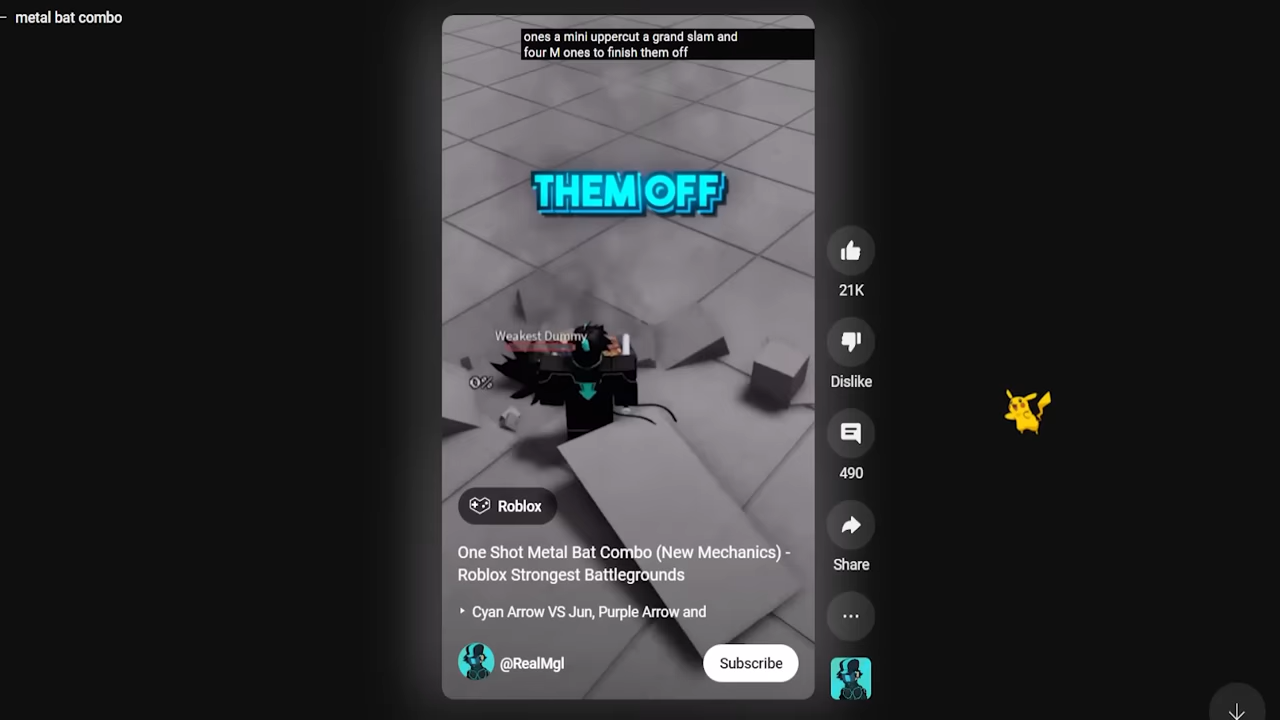 metal bat combo
ones a mini uppercut a grand slam and
four M ones to finish them off
THEM OFF
Weakest Dummy
0%
21K
Dislike
490
Share
Roblox
One Shot Metal Bat Combo (New Mechanics) -
Roblox Strongest Battlegrounds
Cyan Arrow VS Jun, Purple Arrow and
@RealMgl
Subscribe